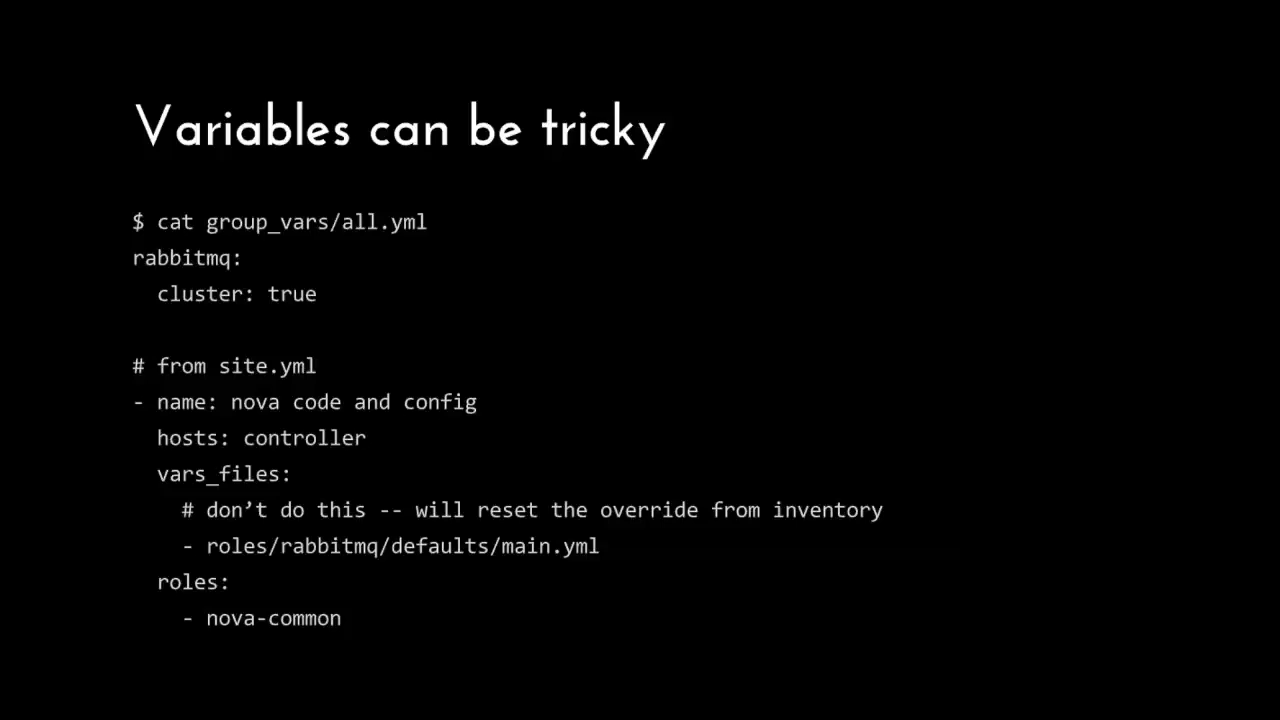 Variables can be tricky
$ cat group_vars/all.yml
rabbitmq:
  cluster: true
# from site.yml
- name: nova code and config
  hosts: controller
  vars_files:
    # don’t do this -- will reset the override from inventory
    - roles/rabbitmq/defaults/main.yml
  roles:
    - nova-common